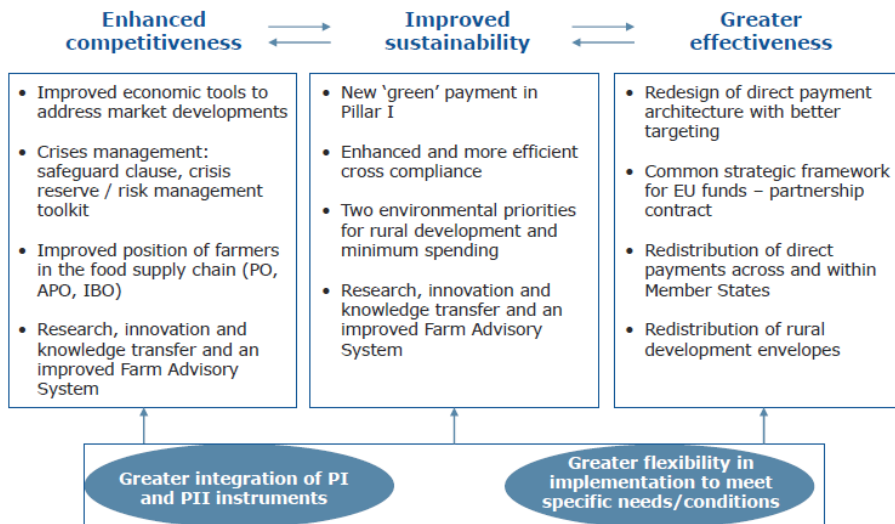 Enhanced
competitiveness
Improved
sustainability
Greater
effectiveness
• Improved economic tools to
address market developments
• Crises management:
safeguard clause, crisis
reserve / risk management
toolkit
• Improved position of farmers
in the food supply chain (PO,
APO, IBO)
• Research, innovation and
knowledge transfer and an
improved Farm Advisory
System
• New ‘green’ payment in
Pillar I
• Enhanced and more efficient
cross compliance
• Two environmental priorities
for rural development and
minimum spending
• Research, innovation and
knowledge transfer and an
improved Farm Advisory
System
• Redesign of direct payment
architecture with better
targeting
• Common strategic framework
for EU funds – partnership
contract
• Redistribution of direct
payments across and within
Member States
• Redistribution of rural
development envelopes
Greater integration of PI
and PII instruments
Greater flexibility in
implementation to meet
specific needs/conditions